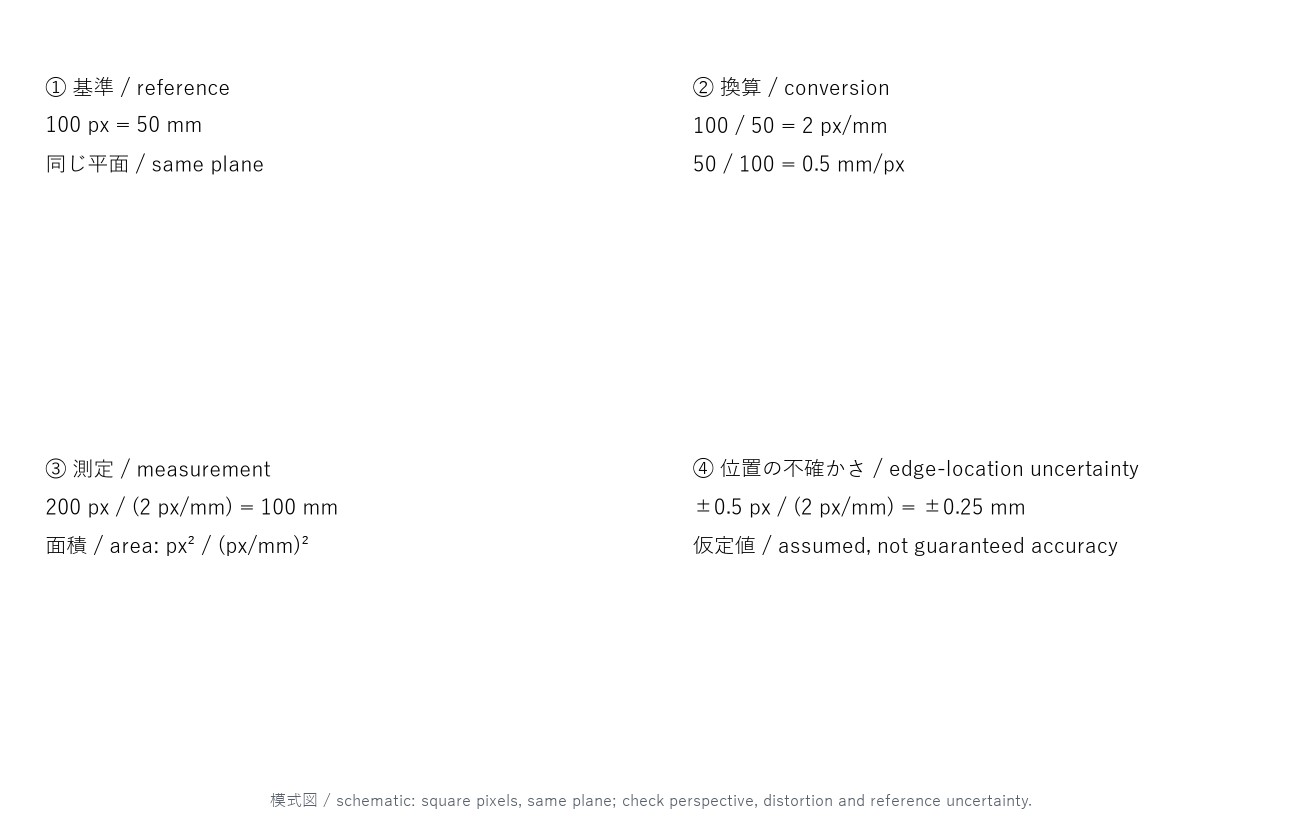 ① 基準 / reference
100 px = 50 mm
同じ平面 / same plane
② 換算 / conversion
100 / 50 = 2 px/mm
50 / 100 = 0.5 mm/px
③ 測定 / measurement
200 px / (2 px/mm) = 100 mm
面積 / area: px² / (px/mm)²
④ 位置の不確かさ / edge-location uncertainty
±0.5 px / (2 px/mm) = ±0.25 mm
仮定値 / assumed, not guaranteed accuracy
模式図 / schematic: square pixels, same plane; check perspective, distortion and reference uncertainty.